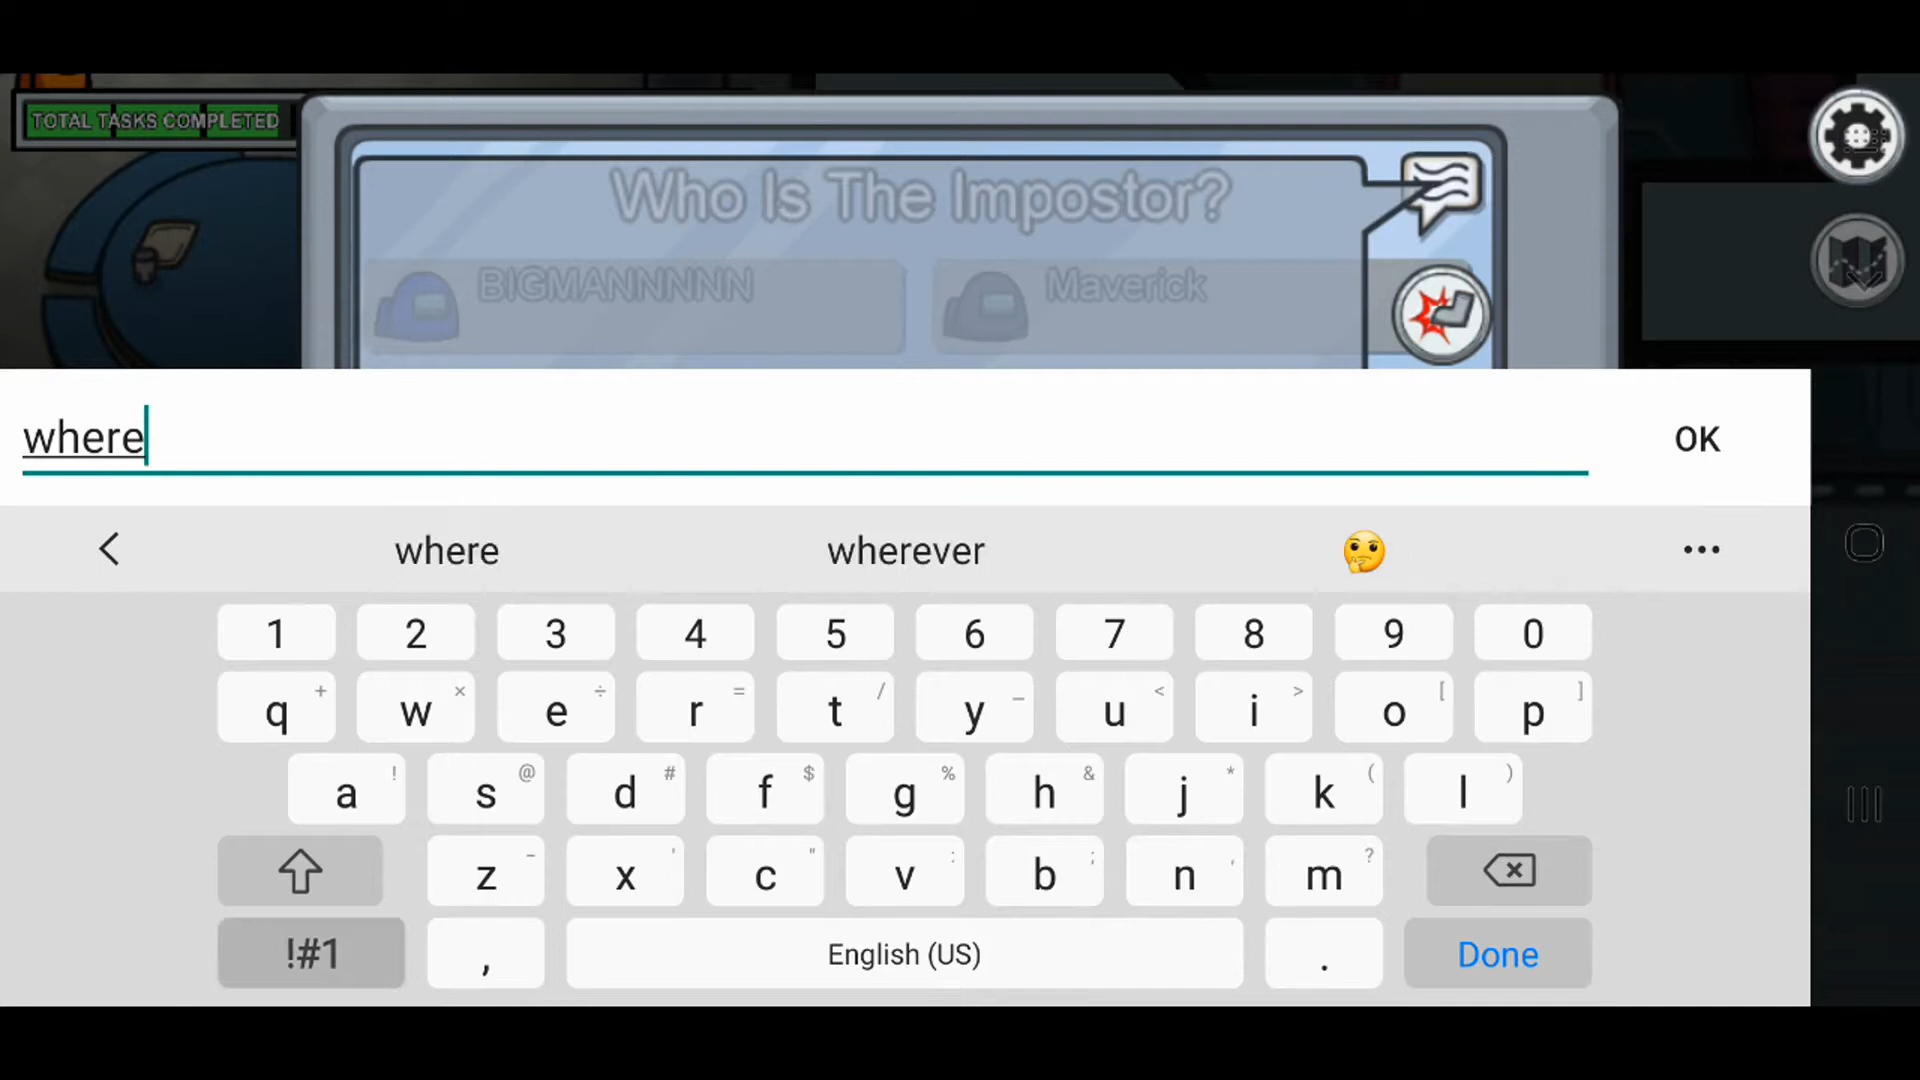 TOTAL TASKS COMPLETED
Who Is The Impostor?
BIGMANNNNN Maverick
where
OK
where wherever 🤔 •••
1 2 3 4 5 6 7 8 9 0
q + w × e ÷ r = t / y _ u < i > o [ p ]
a ! s @ d # f $ g % h & j * k ( l )
z - x ' c " v : b ; n , m ?
!#1 , English (US) . Done